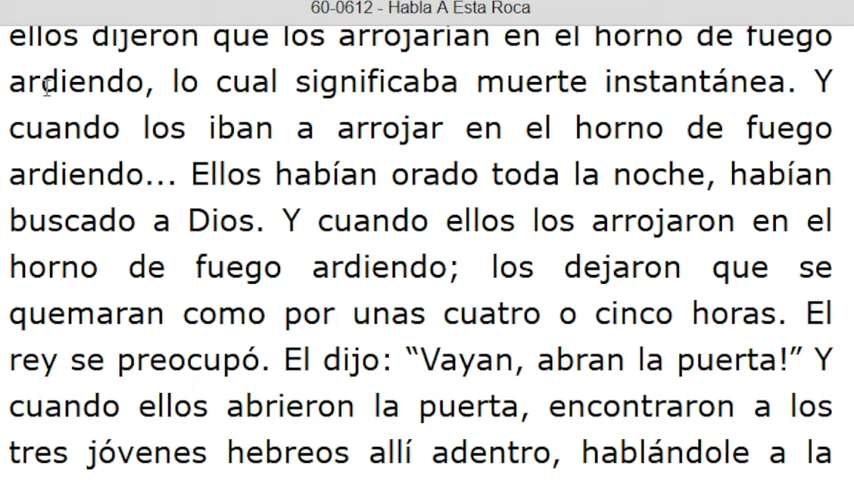 60-0612 - Habla A Esta Roca
ellos dijeron que los arrojarían en el horno de fuego
ardiendo, lo cual significaba muerte instantánea. Y
cuando los iban a arrojar en el horno de fuego
ardiendo... Ellos habían orado toda la noche, habían
buscado a Dios. Y cuando ellos los arrojaron en el
horno de fuego ardiendo; los dejaron que se
quemaran como por unas cuatro o cinco horas. El
rey se preocupó. El dijo: “Vayan, abran la puerta!” Y
cuando ellos abrieron la puerta, encontraron a los
tres jóvenes hebreos allí adentro, hablándole a la